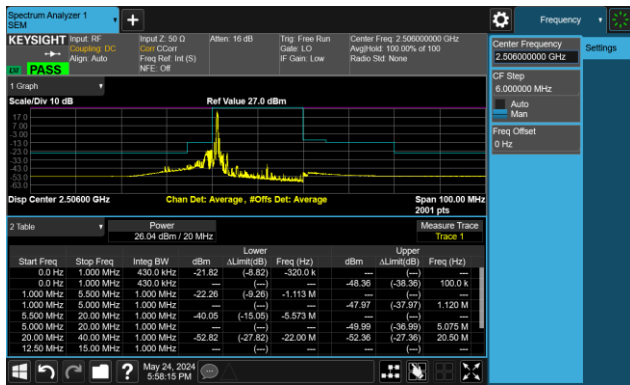 Spectrum Analyzer 1
SEM
Frequency
KEYSIGHT
Input: RF
Coupling: DC
Align: Auto
Input Z: 50 Ω
Corr CCorr
Freq Ref: Int (S)
NFE: Off
Atten: 16 dB
Trig: Free Run
Gate: LO
IF Gain: Low
Center Freq: 2.506000000 GHz
Avg|Hold: 100.00% of 100
Radio Std: None
PASS
Center Frequency
2.506000000 GHz
Settings
CF Step
6.000000 MHz
Auto
Man
Freq Offset
0 Hz
1 Graph
Scale/Div 10 dB
Ref Value 27.0 dBm
17.0
7.00
-3.00
-13.0
-23.0
-33.0
-43.0
-53.0
-63.0
Disp Center 2.50600 GHz
Chan Det: Average, #Offs Det: Average
Span 100.00 MHz
2001 pts
2 Table
Power
26.04 dBm / 20 MHz
Measure Trace
Trace 1
Lower Upper
Start Freq Stop Freq Integ BW dBm ΔLimit(dB) Freq (Hz) dBm ΔLimit(dB) Freq (Hz)
0.0 Hz 1.000 MHz 430.0 kHz -21.82 (-8.82) -320.0 k --- (---) ---
0.0 Hz 1.000 MHz 430.0 kHz --- (---) --- -48.36 (-38.36) 100.0 k
1.000 MHz 5.500 MHz 1.000 MHz -22.26 (-9.26) -1.113 M --- (---) ---
1.000 MHz 5.000 MHz 1.000 MHz --- (---) --- -47.97 (-37.97) 1.120 M
5.500 MHz 20.00 MHz 1.000 MHz -40.05 (-15.05) -5.573 M --- (---) ---
5.000 MHz 20.00 MHz 1.000 MHz --- (---) --- -49.99 (-36.99) 5.075 M
20.00 MHz 40.00 MHz 1.000 MHz -52.82 (-27.82) -22.00 M -52.36 (-27.36) 20.50 M
12.50 MHz 15.00 MHz 1.000 MHz --- (---) --- --- (---) ---
May 24, 2024
5:58:15 PM